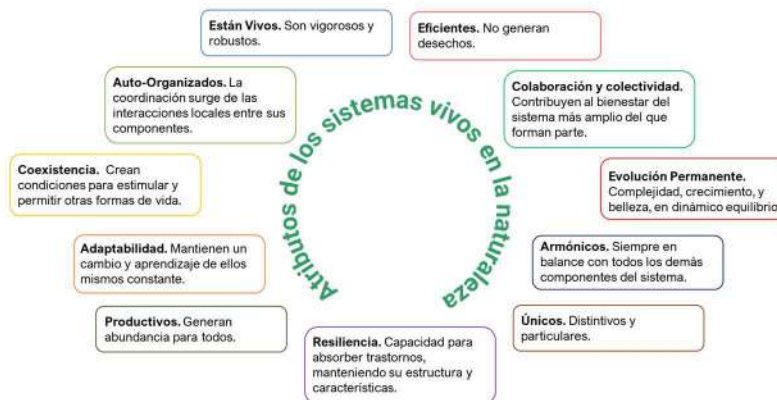 Están Vivos. Son vigorosos y
robustos.
Eficientes. No generan
desechos.
Auto-Organizados. La
coordinación surge de las
interacciones locales entre sus
componentes.
Colaboración y colectividad.
Contribuyen al bienestar del
sistema más amplio del que
forman parte.
Atributos de los sistemas vivos en la naturaleza
Coexistencia. Crean
condiciones para estimular y
permitir otras formas de vida.
Evolución Permanente.
Complejidad, crecimiento, y
belleza, en dinámico equilibrio
Adaptabilidad. Mantienen un
cambio y aprendizaje de ellos
mismos constante.
Armónicos. Siempre en
balance con todos los demás
componentes del sistema.
Productivos. Generan
abundancia para todos.
Únicos. Distintivos y
particulares.
Resiliencia. Capacidad para
absorber trastornos,
manteniendo su estructura y
características.